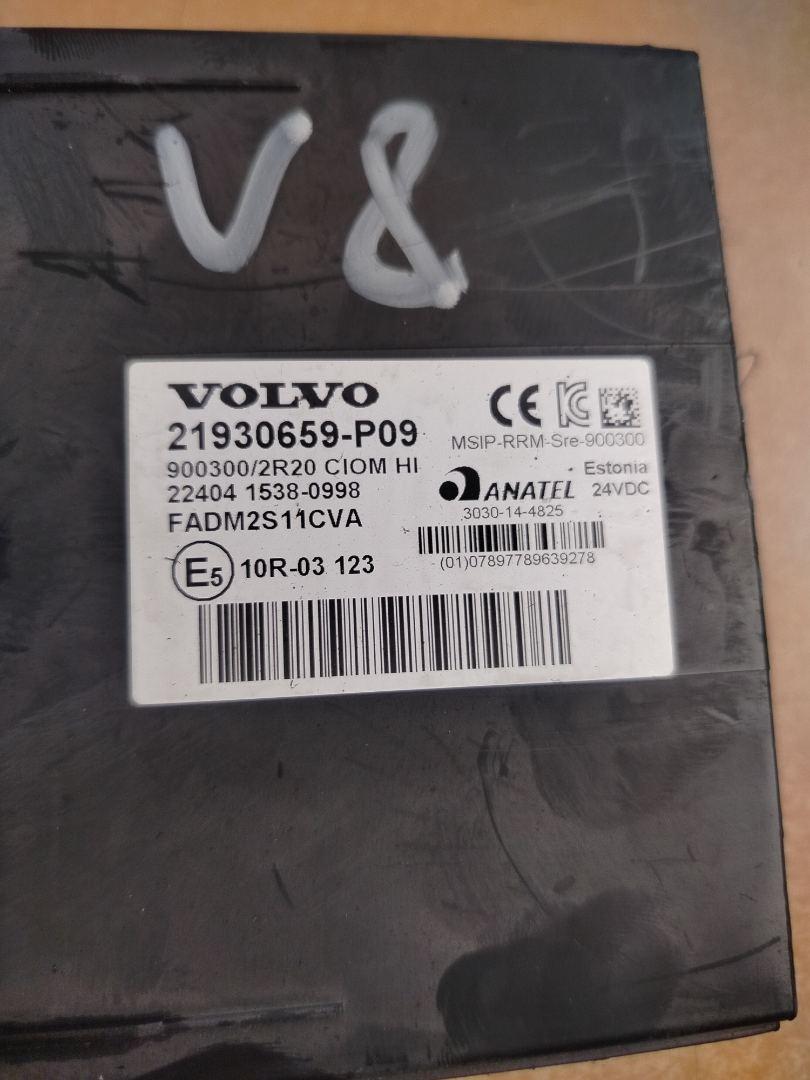 V8
VOLVO
21930659-P09
900300/2R20 CIOM HI
22404 1538-0998
FADM2S11CVA
E5 10R-03 123
CE KC
MSIP-RRM-Sre-900300
Estonia
ANATEL 24VDC
3030-14-4825
(01)07897789639278